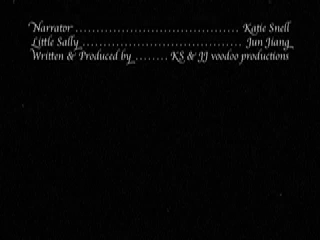 Narrator ....................................... Katie Snell
Little Sally ...................................... Jun Jiang
Written & Produced by ........ KS & JJ voodoo productions